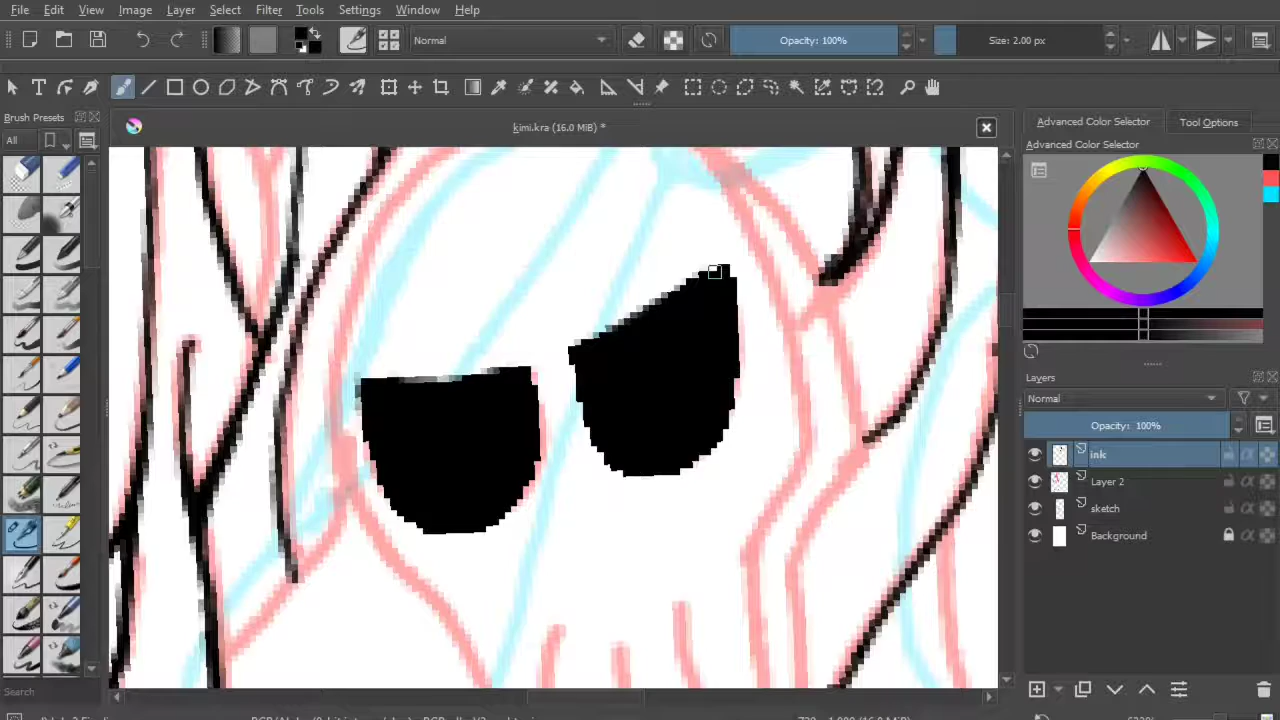 File Edit View Image Layer Select Filter Tools Settings Window Help
Normal Opacity: 100% Size: 2.00 px
Brush Presets
All
kimi.kra (16.0 MiB) *
Advanced Color Selector Tool Options
Advanced Color Selector
Layers
Normal
Opacity: 100%
ink
Layer 2
sketch
Background
Search